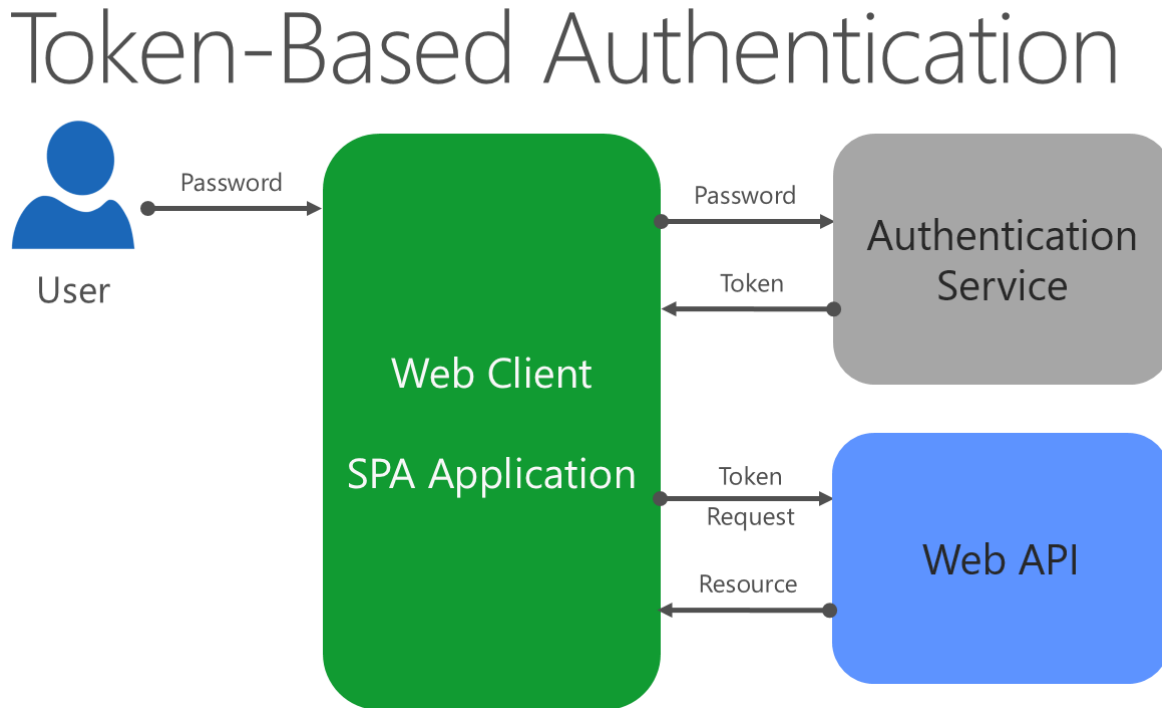 Token-Based Authentication
Password
User
Web Client
SPA Application
Password
Token
Authentication
Service
Token
Request
Resource
Web API